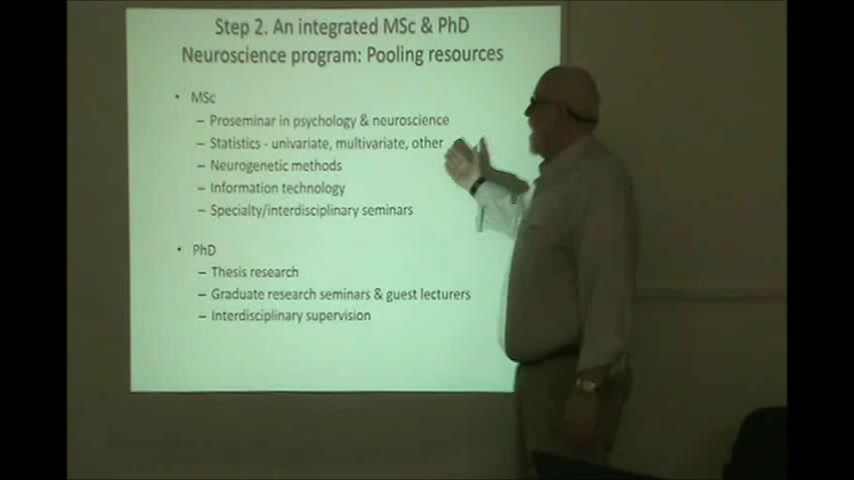 Step 2. An integrated MSc & PhD
Neuroscience program: Pooling resources
• MSc
– Proseminar in psychology & neuroscience
– Statistics - univariate, multivariate, other
– Neurogenetic methods
– Information technology
– Specialty/interdisciplinary seminars
• PhD
– Thesis research
– Graduate research seminars & guest lecturers
– Interdisciplinary supervision